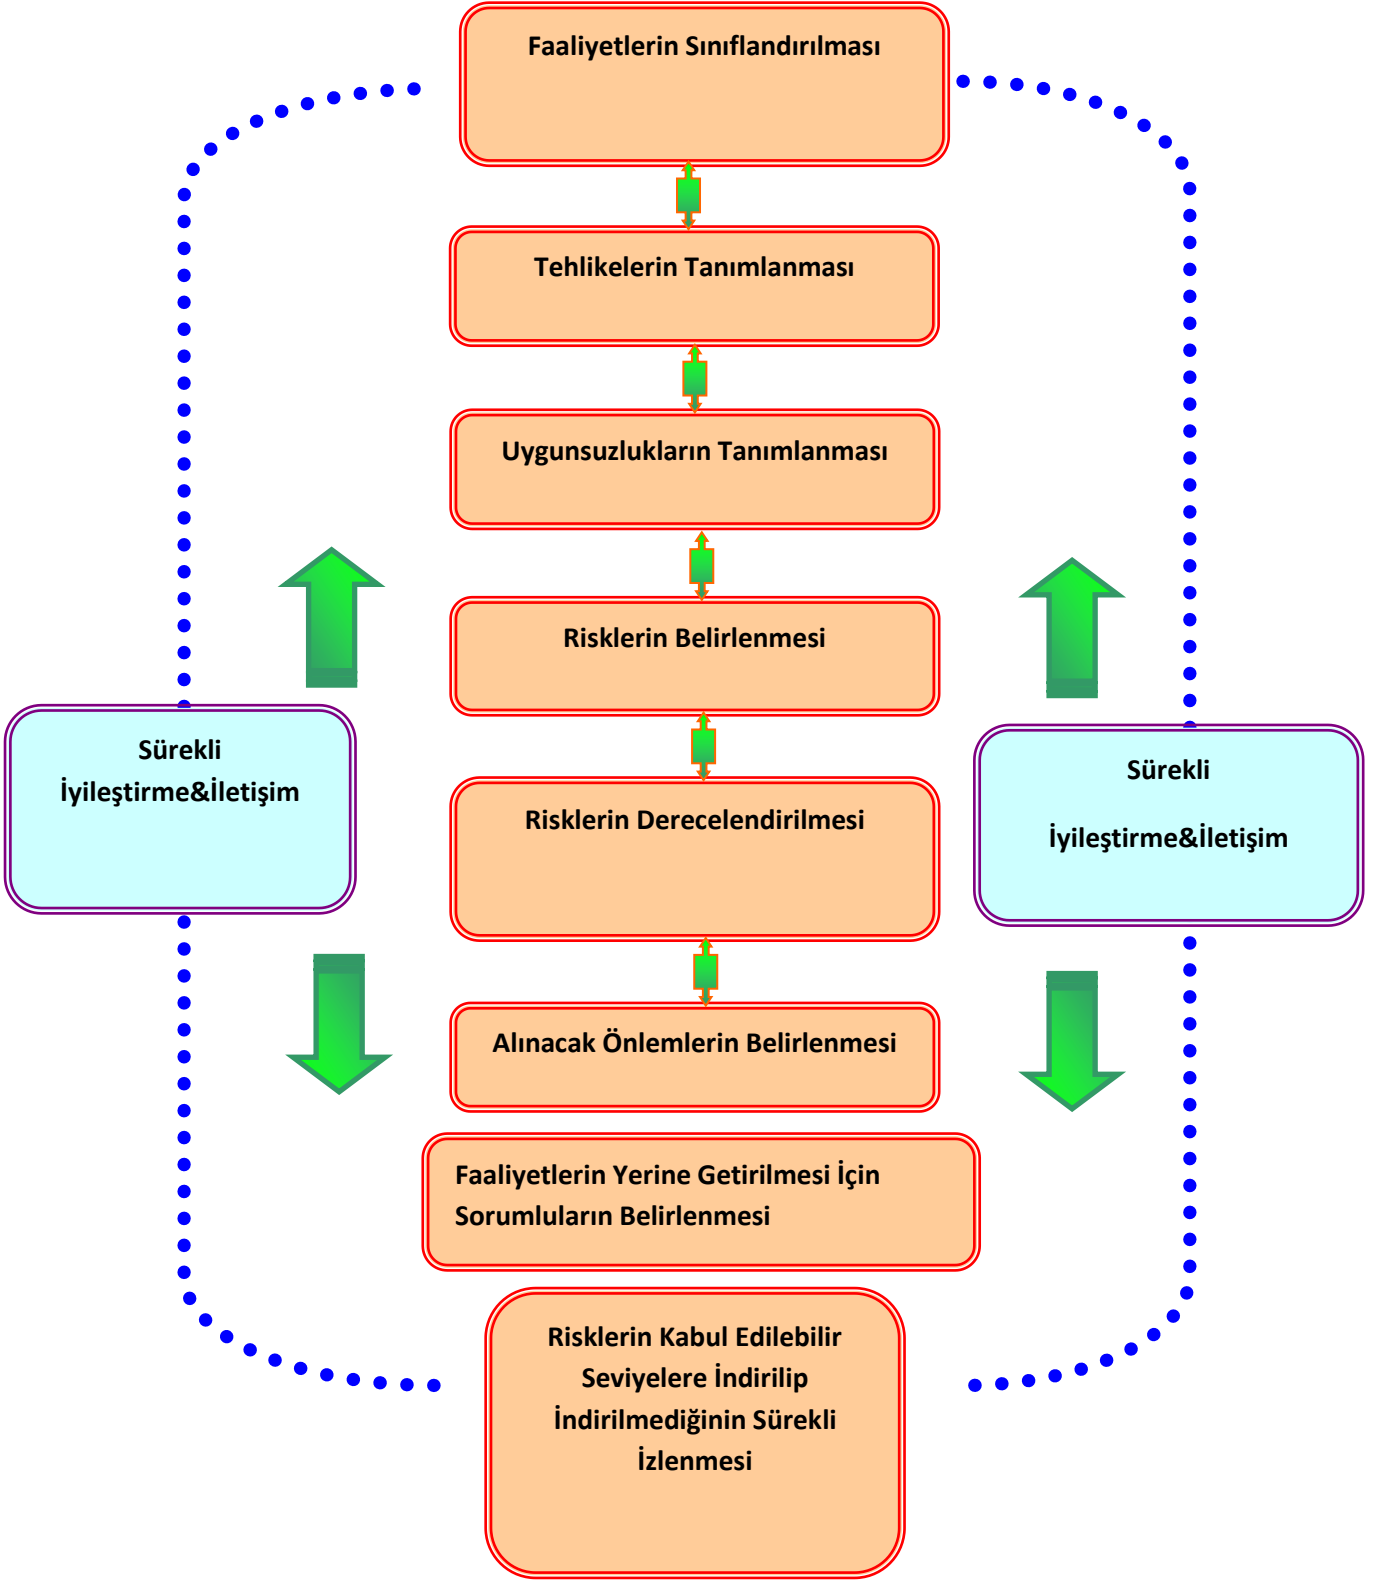 Faaliyetlerin Sınıflandırılması
Tehlikelerin Tanımlanması
Uygunsuzlukların Tanımlanması
Risklerin Belirlenmesi
Sürekli
İyileştirme&İletişim
Sürekli
İyileştirme&İletişim
Risklerin Derecelendirilmesi
Alınacak Önlemlerin Belirlenmesi
Faaliyetlerin Yerine Getirilmesi İçin
Sorumluların Belirlenmesi
Risklerin Kabul Edilebilir
Seviyelere İndirilip
İndirilmediğinin Sürekli
İzlenmesi